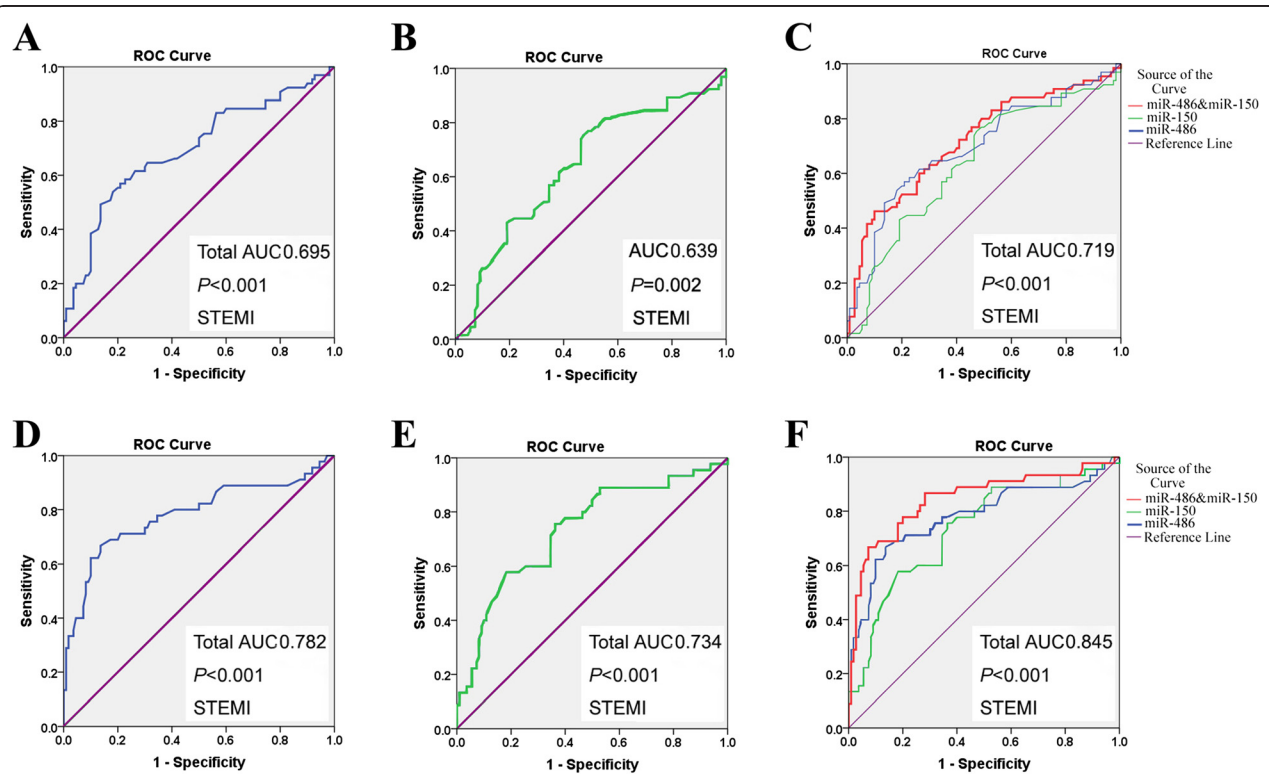 A
ROC Curve
1.0
0.8
0.6
0.4
0.2
0.0
Sensitivity
Total AUC0.695
P<0.001
STEMI
0.0 0.2 0.4 0.6 0.8 1.0
1 - Specificity
B
ROC Curve
1.0
0.8
0.6
0.4
0.2
0.0
Sensitivity
AUC0.639
P=0.002
STEMI
0.0 0.2 0.4 0.6 0.8 1.0
1 - Specificity
C
ROC Curve
1.0
0.8
0.6
0.4
0.2
0.0
Sensitivity
Total AUC0.719
P<0.001
STEMI
0.0 0.2 0.4 0.6 0.8 1.0
1 - Specificity
Source of the
Curve
miR-486&miR-150
miR-150
miR-486
Reference Line
D
ROC Curve
1.0
0.8
0.6
0.4
0.2
0.0
Sensitivity
Total AUC0.782
P<0.001
STEMI
0.0 0.2 0.4 0.6 0.8 1.0
1 - Specificity
E
ROC Curve
1.0
0.8
0.6
0.4
0.2
0.0
Sensitivity
Total AUC0.734
P<0.001
STEMI
0.0 0.2 0.4 0.6 0.8 1.0
1 - Specificity
F
ROC Curve
1.0
0.8
0.6
0.4
0.2
0.0
Sensitivity
Total AUC0.845
P<0.001
STEMI
0.0 0.2 0.4 0.6 0.8 1.0
1 - Specificity
Source of the
Curve
miR-486&miR-150
miR-150
miR-486
Reference Line